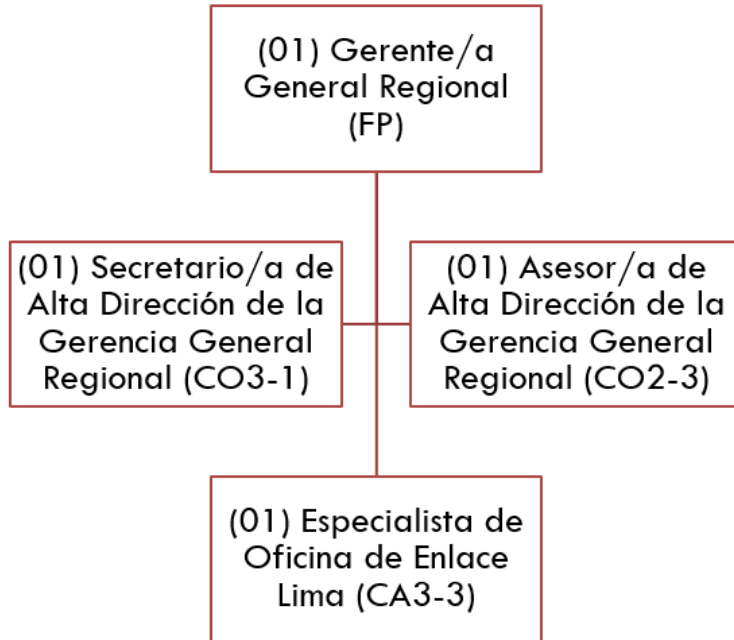 (01) Gerente/a
General Regional
(FP)
(01) Secretario/a de
Alta Dirección de la
Gerencia General
Regional (CO3-1)
(01) Asesor/a de
Alta Dirección de la
Gerencia General
Regional (CO2-3)
(01) Especialista de
Oficina de Enlace
Lima (CA3-3)